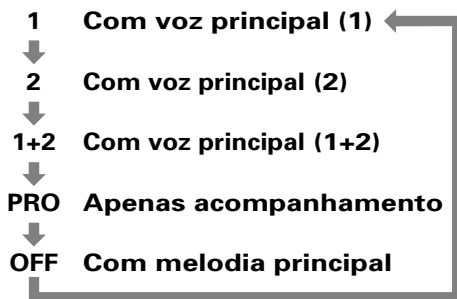 1 Com voz principal (1)
2 Com voz principal (2)
1+2 Com voz principal (1+2)
PRO Apenas acompanhamento
OFF Com melodia principal